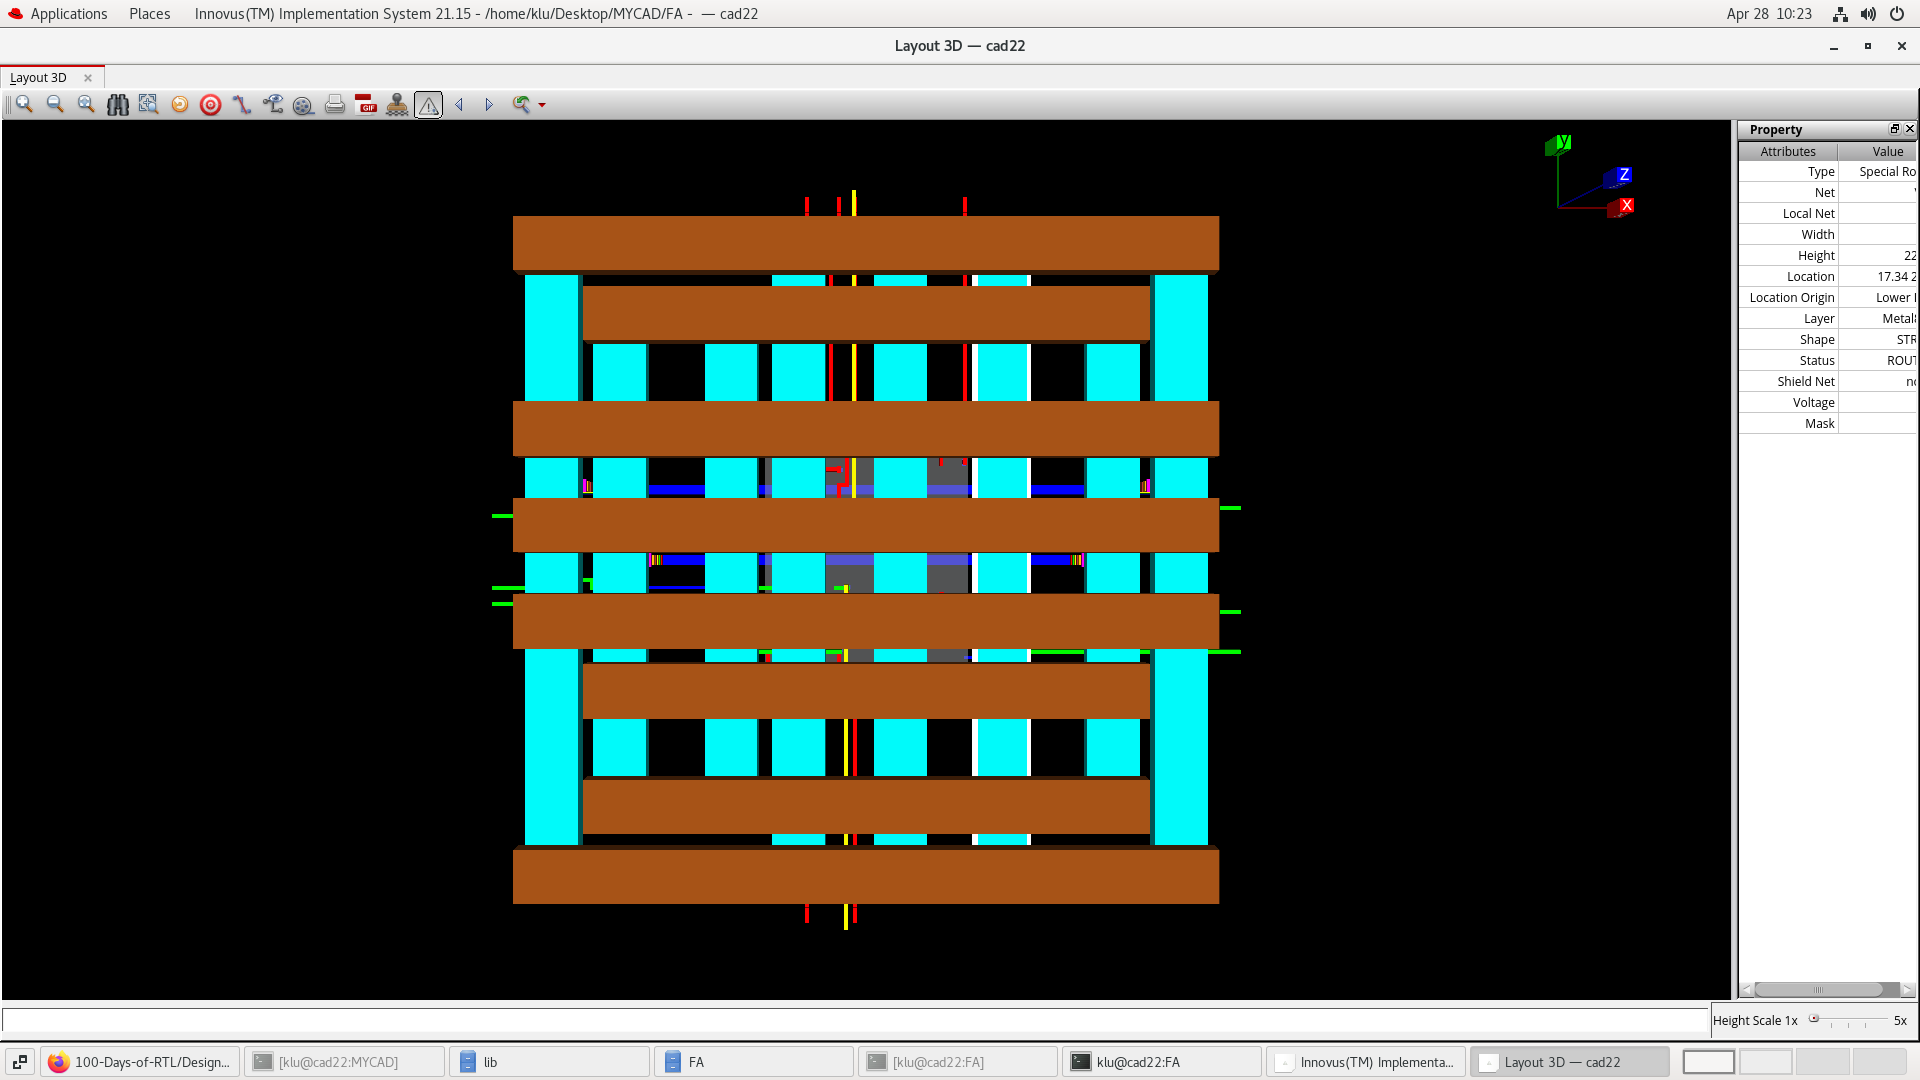 Applications Places Innovus(TM) Implementation System 21.15 - /home/klu/Desktop/MYCAD/FA - — cad22 Apr 28 10:23
Layout 3D — cad22
Layout 3D
GIF
y
Z
X
Property
Attributes Value
Type Special Ro
Net
Local Net
Width
Height 22
Location 17.34 2
Location Origin Lower
Layer Metal
Shape STR
Status ROUT
Shield Net
Voltage
Mask
Height Scale 1x 5x
100-Days-of-RTL/Design... [klu@cad22:MYCAD] lib FA [klu@cad22:FA] klu@cad22:FA Innovus(TM) Implementa... Layout 3D — cad22